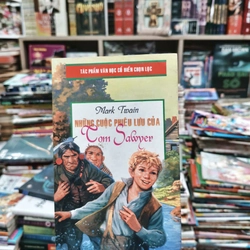 TÁC PHẨM VĂN HỌC CỔ ĐIỂN CHỌN LỌC
Mark Twain
NHỮNG CUỘC PHIÊU LƯU CỦA
Tom Sawyer